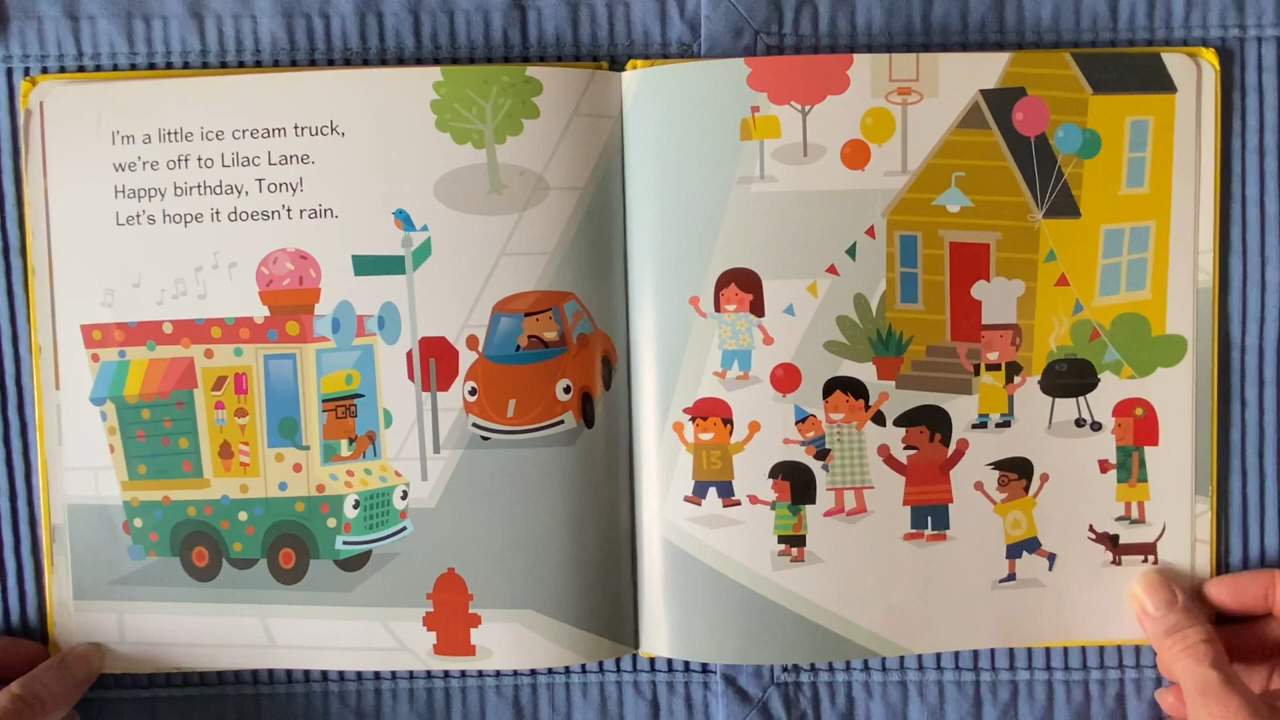 I'm a little ice cream truck,
we're off to Lilac Lane.
Happy birthday, Tony!
Let's hope it doesn't rain.
13